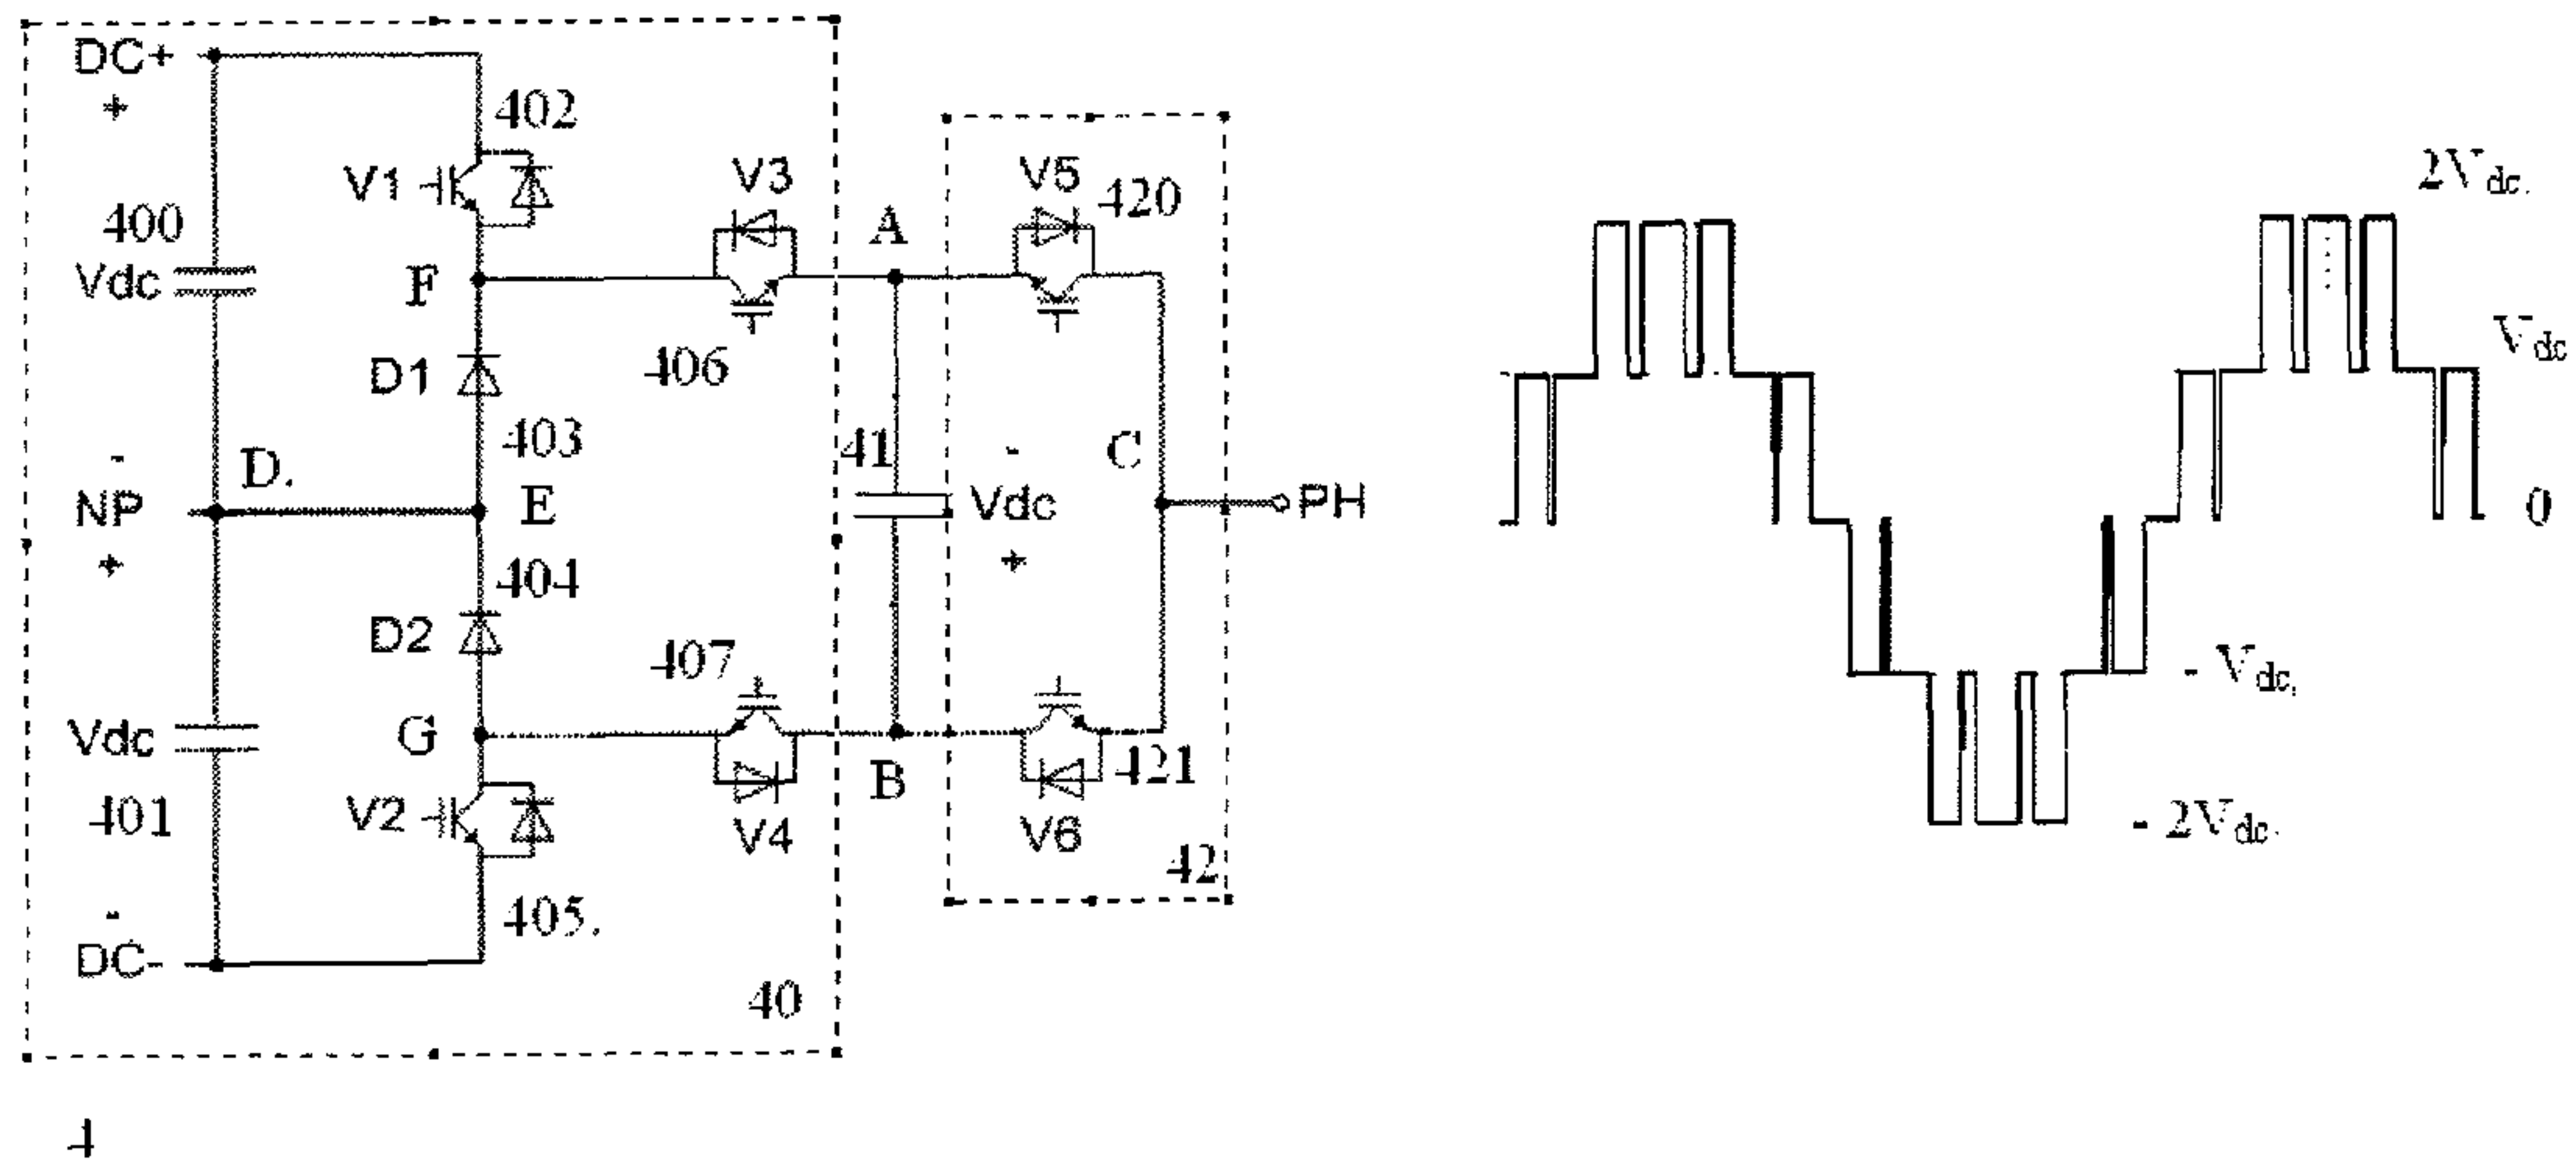 DC+
+
402
V1
V3
V5
420
A
400
Vdc
F
406
D1
403
41
-
C
-
D.
NP
E
Vdc
PH
+
404
+
D2
407
Vdc
G
B
421
401
V2
V4
V6
42
-
405.
DC-
40
4
2Vdc.
Vdc
0
- Vdc.
- 2Vdc.